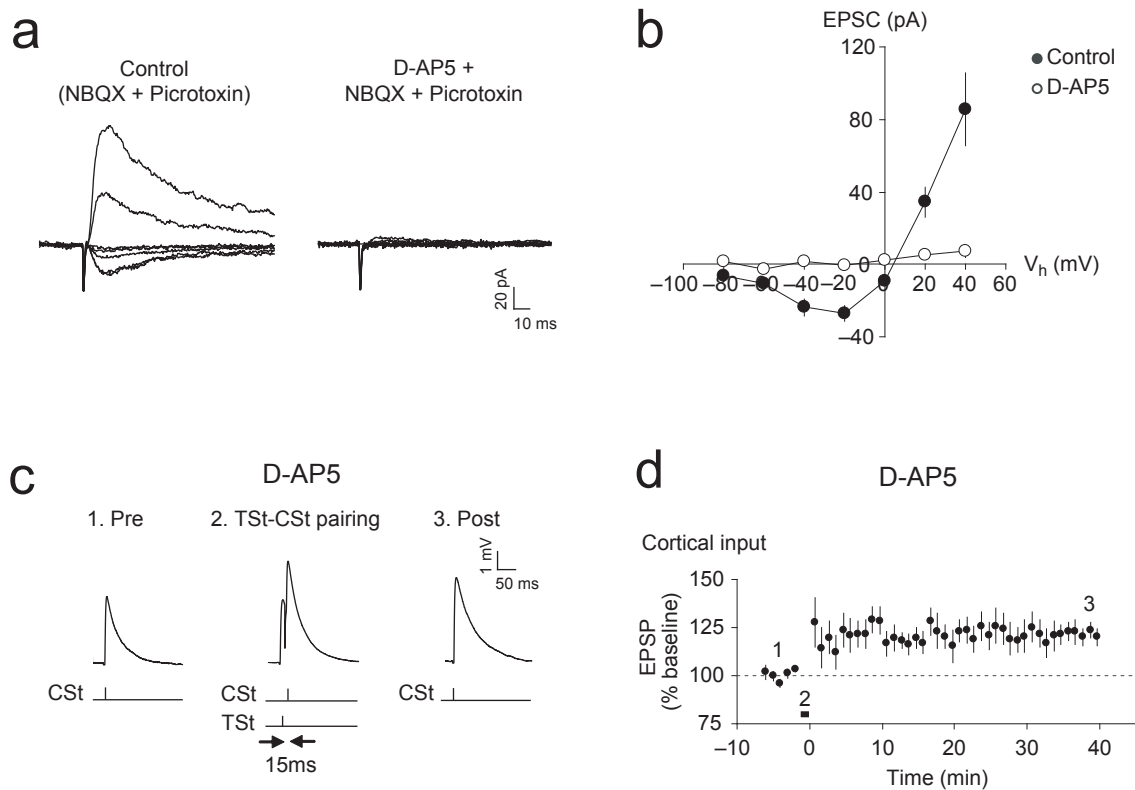 a
Control
(NBQX + Picrotoxin)
D-AP5 +
NBQX + Picrotoxin
20 pA
10 ms
b
EPSC (pA)
120
80
40
0
–40
–100
–80
–60
–40
–20
0
20
40
60
Vh (mV)
Control
D-AP5
c
D-AP5
1. Pre
2. TSt-CSt pairing
3. Post
1 mV
50 ms
CSt
CSt
CSt
TSt
15ms
d
D-AP5
Cortical input
EPSP
(% baseline)
150
125
100
75
1
2
3
–10
0
10
20
30
40
Time (min)